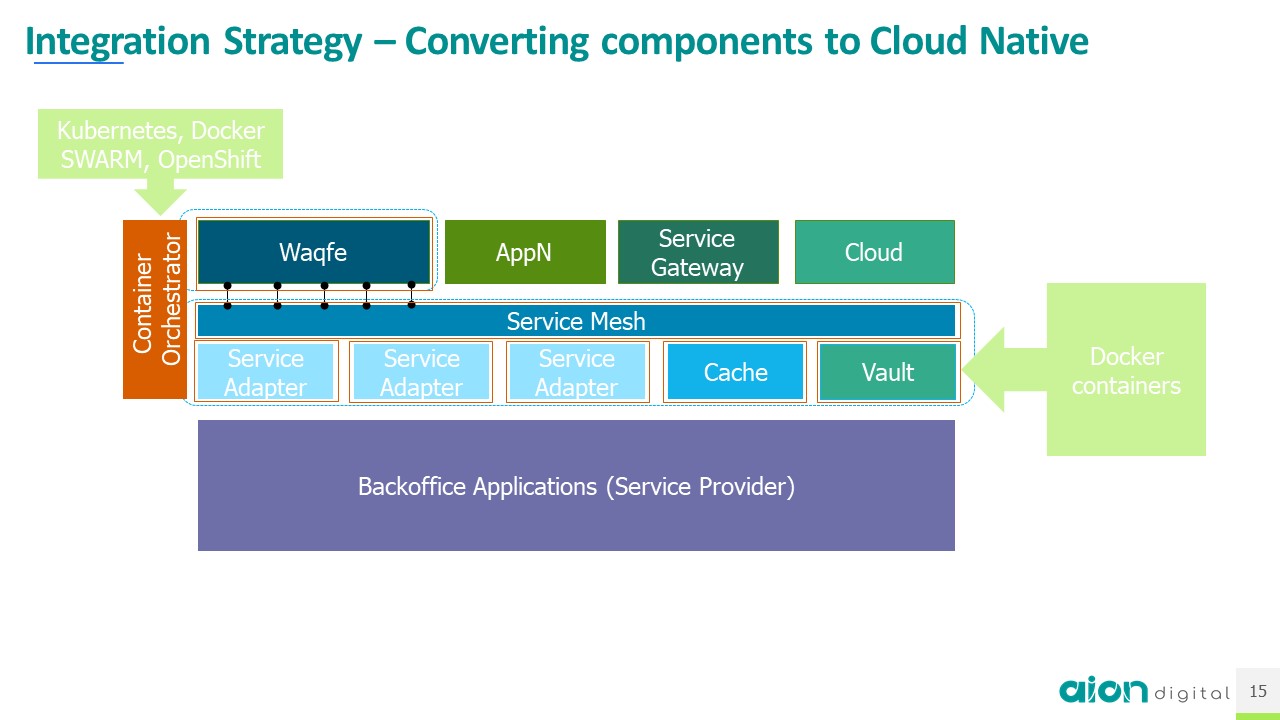 Integration Strategy – Converting components to Cloud Native
Kubernetes, Docker
SWARM, OpenShift
Container
Orchestrator
Waqfe
AppN
Service
Gateway
Cloud
Service Mesh
Service
Adapter
Service
Adapter
Service
Adapter
Cache
Vault
Docker
containers
Backoffice Applications (Service Provider)
aion digital
15